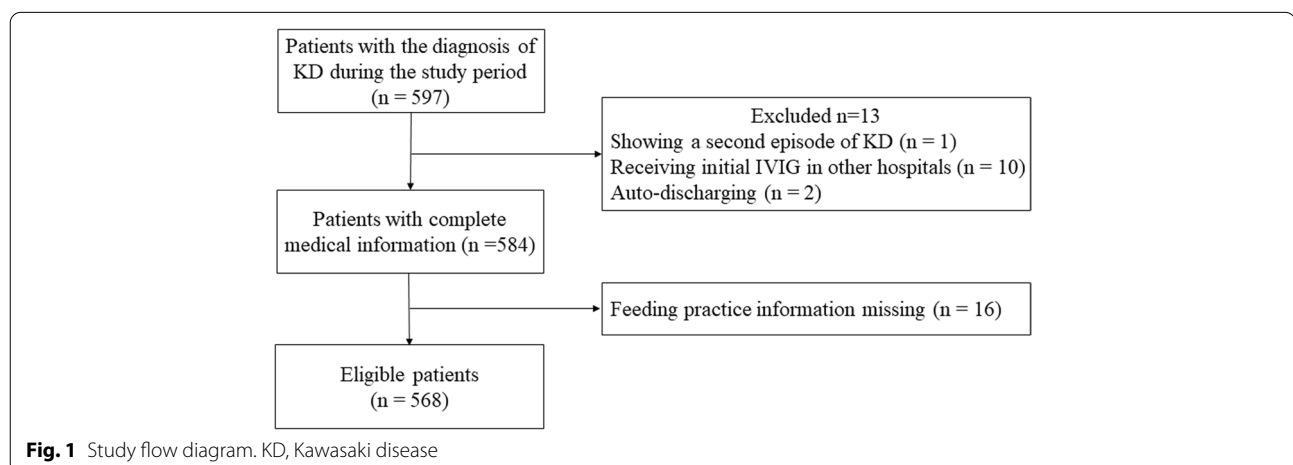 Patients with the diagnosis of
KD during the study period
(n = 597)
Excluded n=13
Showing a second episode of KD (n = 1)
Receiving initial IVIG in other hospitals (n = 10)
Auto-discharging (n = 2)
Patients with complete
medical information (n =584)
Feeding practice information missing (n = 16)
Eligible patients
(n = 568)
Fig. 1 Study flow diagram. KD, Kawasaki disease